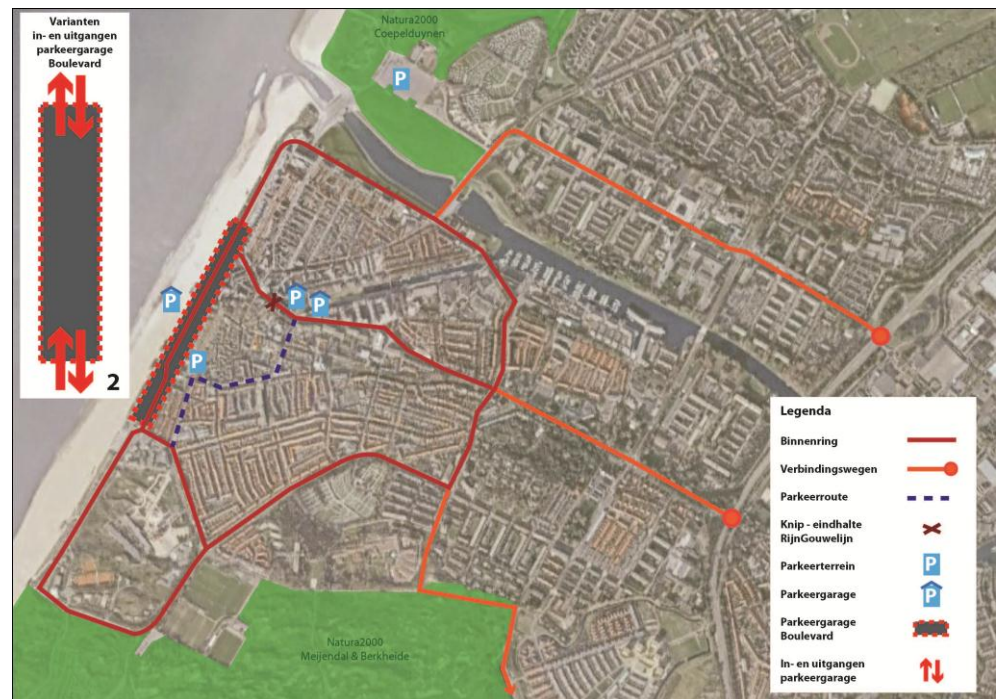 Varianten
in- en uitgangen
parkeergarage
Boulevard
2
Natura2000
Coepelduynen
P
P
P
P
P
Natura2000
Meijendal & Berkheide
Legenda
Binnenring
Verbindingswegen
Parkeerroute
Knip - eindhalte
RijnGouwelijn
Parkeerterrein
P
Parkeergarage
P
Parkeergarage
Boulevard
In- en uitgangen
parkeergarage